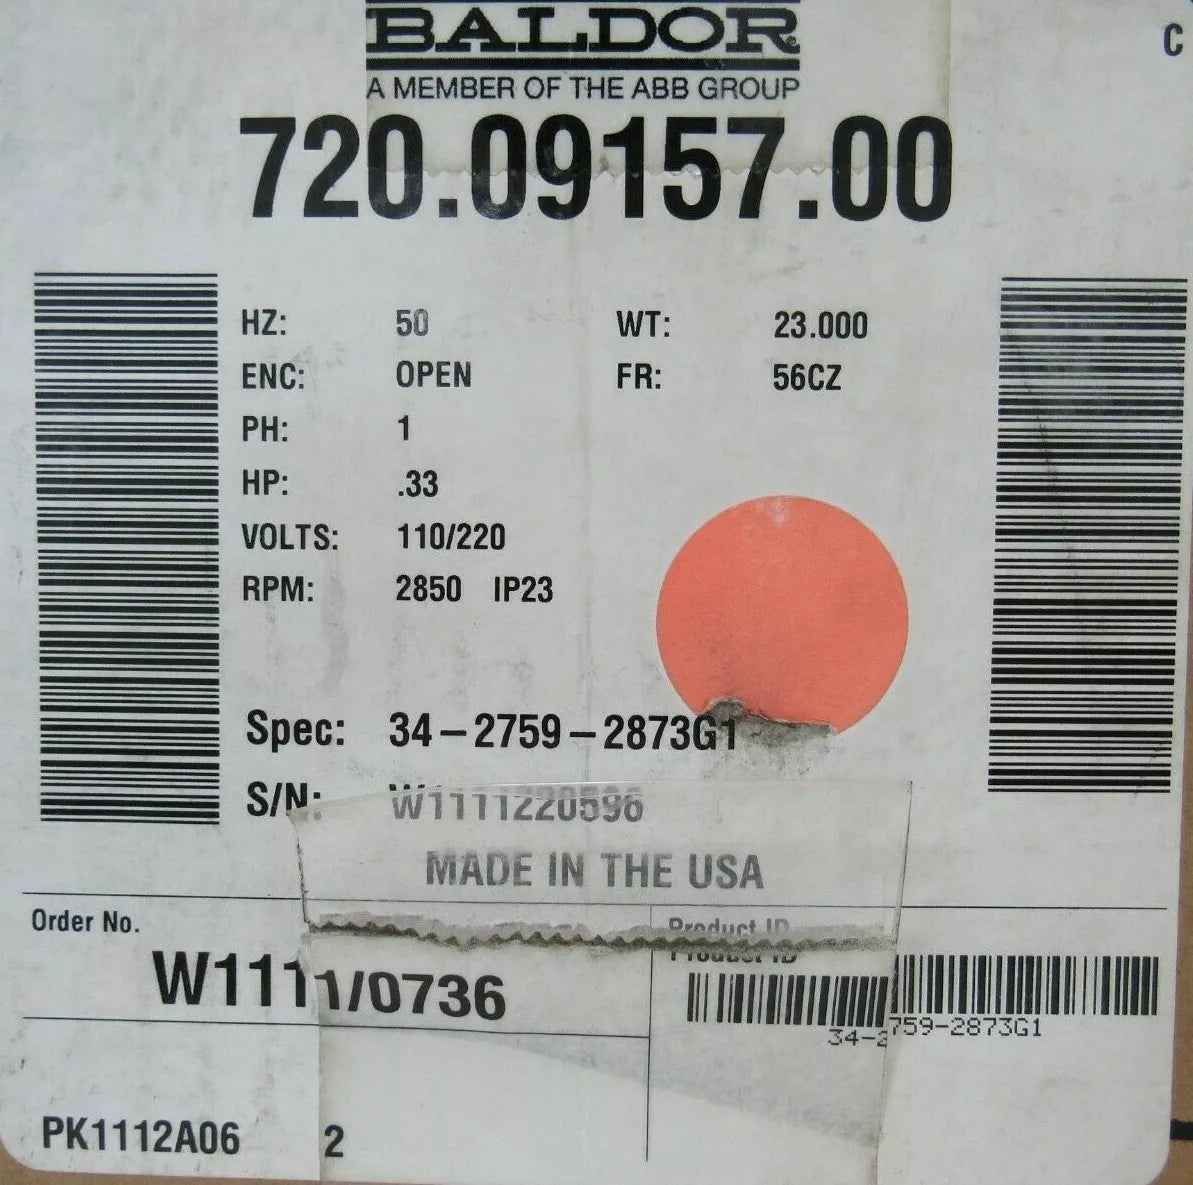 BALDOR
A MEMBER OF THE ABB GROUP
C
720.09157.00
HZ: 50 WT: 23.000
ENC: OPEN FR: 56CZ
PH: 1
HP: .33
VOLTS: 110/220
RPM: 2850 IP23
Spec: 34-2759-2873G1
S/N: W1111220596
MADE IN THE USA
Order No. Product ID
W1111/0736
34-2759-2873G1
PK1112A06 2